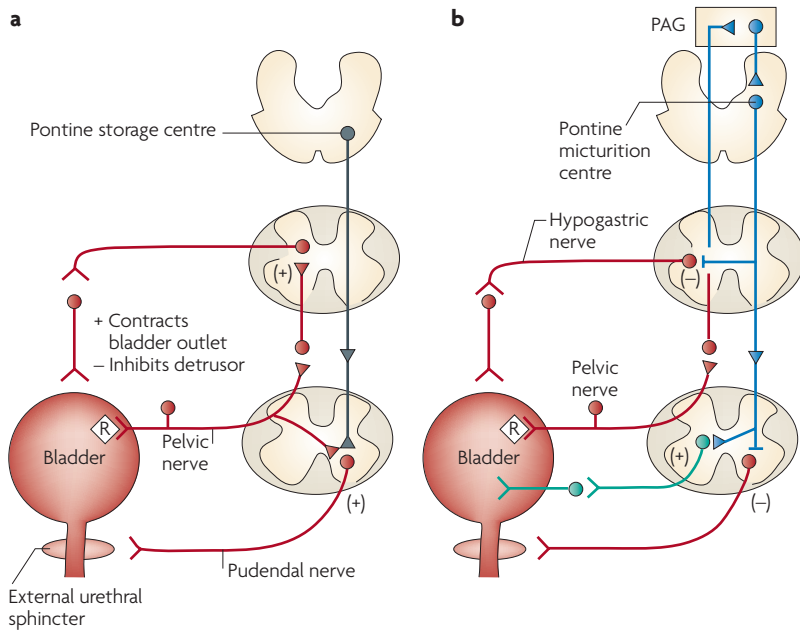 a
Pontine storage centre
(+)
+ Contracts
bladder outlet
– Inhibits detrusor
R
Bladder
Pelvic
nerve
(+)
Pudendal nerve
External urethral
sphincter
b
PAG
Pontine
micturition
centre
Hypogastric
nerve
(–)
Pelvic
nerve
R
Bladder
(+)
(–)